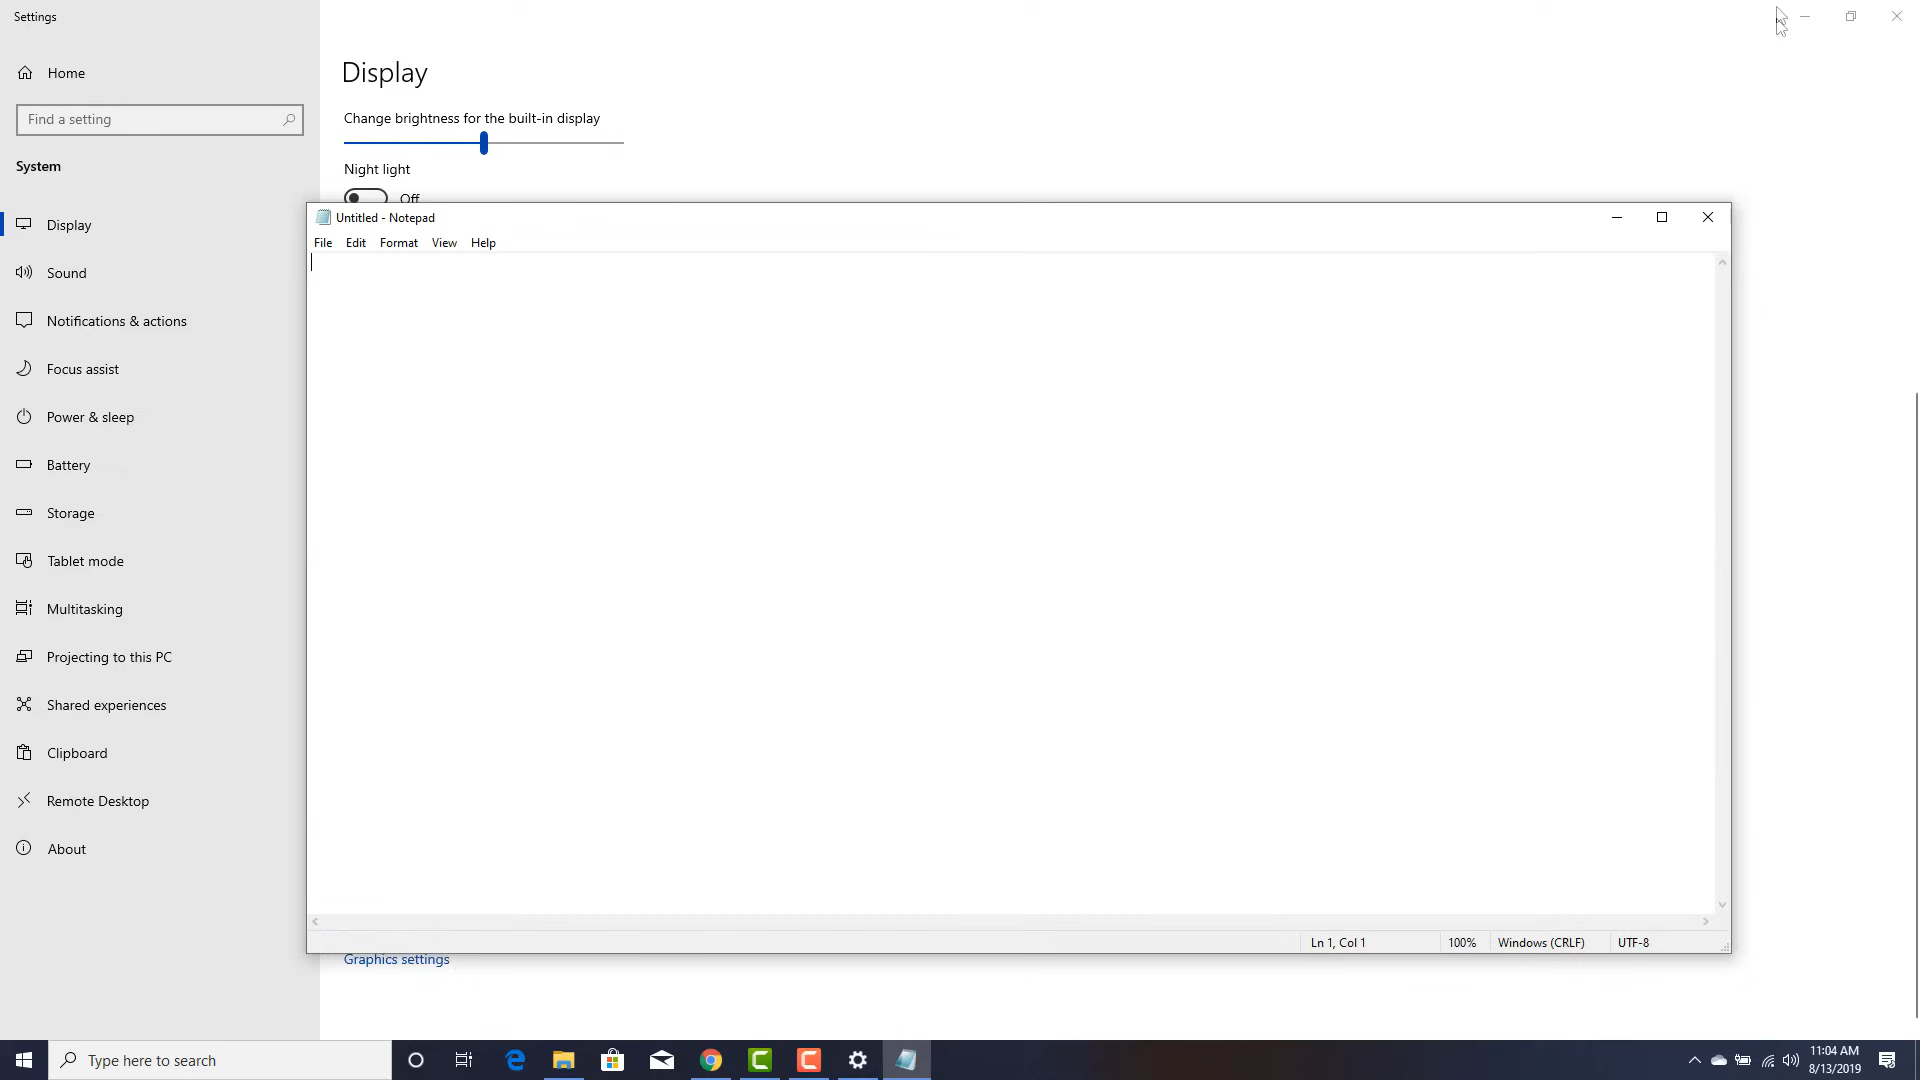 Settings
Home
Find a setting
System
Display
Sound
Notifications & actions
Focus assist
Power & sleep
Battery
Storage
Tablet mode
Multitasking
Projecting to this PC
Shared experiences
Clipboard
Remote Desktop
About
Display
Change brightness for the built-in display
Night light
Off
Untitled - Notepad
File Edit Format View Help
Ln 1, Col 1 100% Windows (CRLF) UTF-8
Graphics settings
Type here to search
11:04 AM
8/13/2019